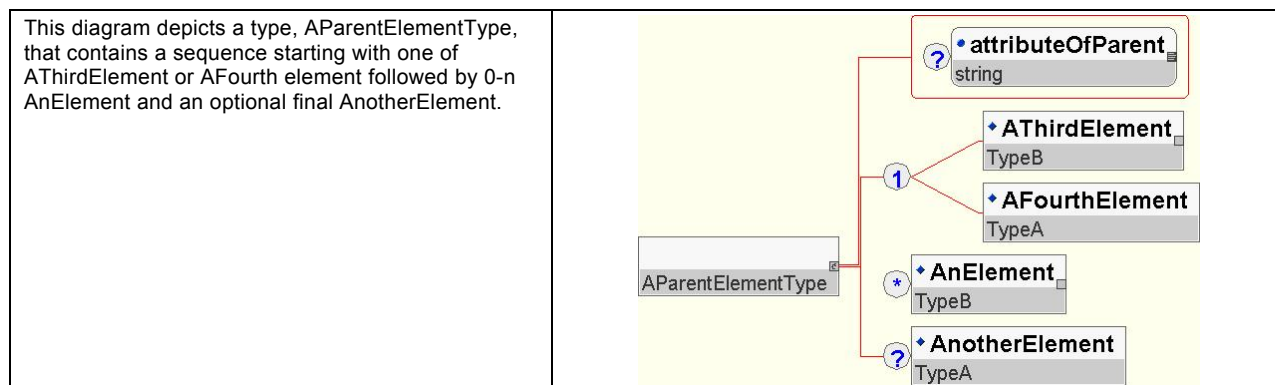 This diagram depicts a type, AParentElementType,
that contains a sequence starting with one of
AThirdElement or AFourth element followed by 0-n
AnElement and an optional final AnotherElement.
? attributeOfParent
string
AThirdElement
TypeB
1
AFourthElement
TypeA
AParentElementType
* AnElement
TypeB
? AnotherElement
TypeA